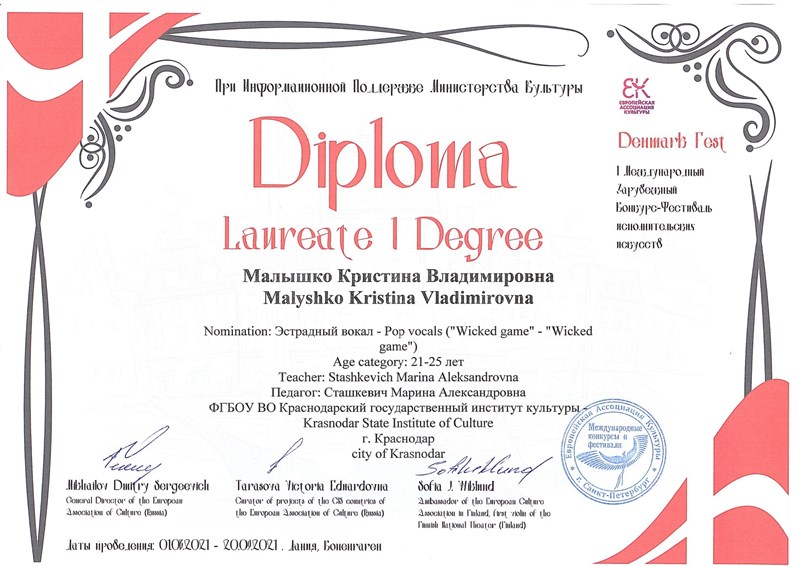 При Информационной Поддержке Министерства Культуры
ЕК
ЕВРОПЕЙСКАЯ
АССОЦИАЦИЯ
КУЛЬТУРЫ
Diploma
Denmark Fest
I Международный
Зарубежный
Конкурс-Фестиваль
исполнительских
искусств
Laureate I Degree
Малышко Кристина Владимировна
Malyshko Kristina Vladimirovna
Nomination: Эстрадный вокал - Pop vocals ("Wicked game" - "Wicked
game")
Age category: 21-25 лет
Teacher: Stashkevich Marina Aleksandrovna
Педагог: Сташкевич Марина Александровна
ФГБОУ ВО Краснодарский государственный институт культуры -
Krasnodar State Institute of Culture
г. Краснодар
city of Krasnodar
Европейская Ассоциация Культуры
Международные
конкурсы и
фестивали
г. Санкт-Петербург
Mikhailov Dmitry Sergeevich
General Director of the European
Association of Culture (Russia)
Tarasova Victoria Eduardovna
Curator of projects of the CIS countries of
the European Association of Culture (Russia)
Sofia J. Wiklund
Ambassador of the European Culture
Association in Finland, first violin of the
Finnish National Theater (Finland)
Даты проведения: 01.09.2021 - 20.09.2021 . Дания, Копенгаген